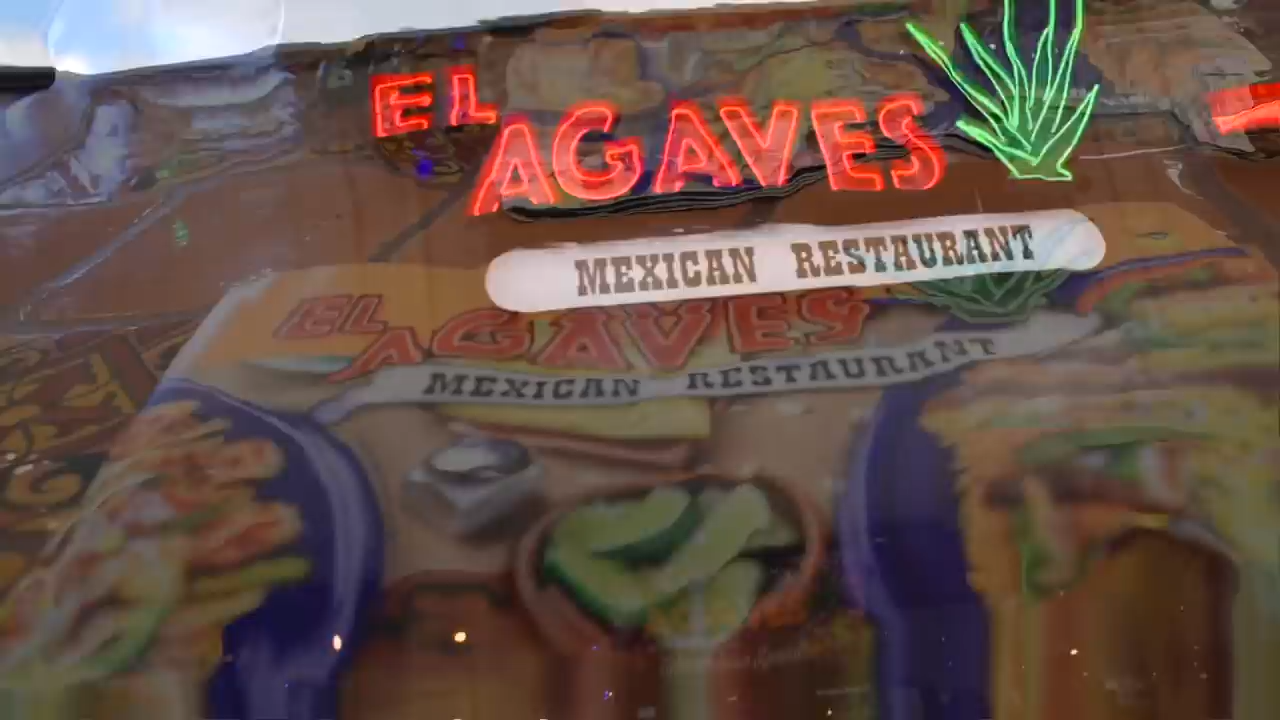 EL
AGAVES
MEXICAN RESTAURANT
EL
AGAVES
MEXICAN RESTAURANT